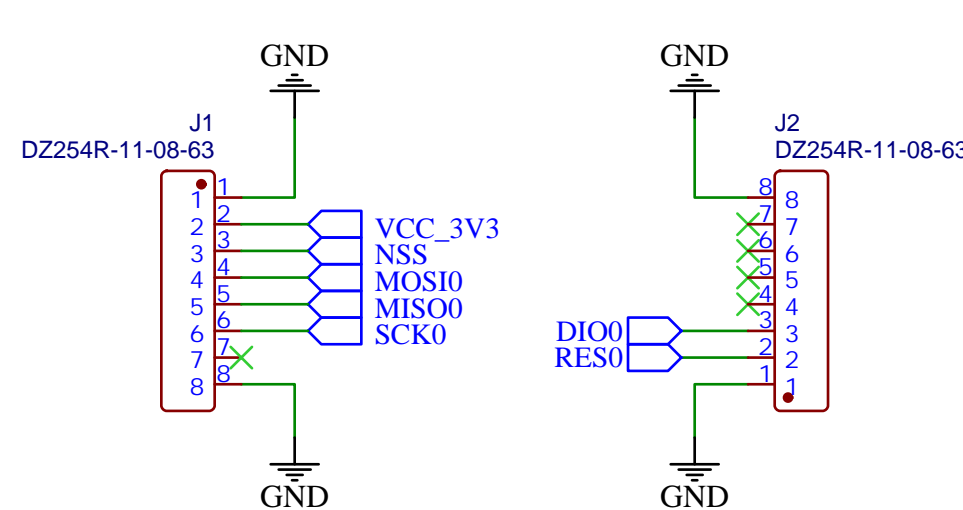 GND
J1
DZ254R-11-08-63
1 1
2 2 VCC_3V3
3 3 NSS
4 4 MOSI0
5 5 MISO0
6 6 SCK0
7 7
8 8
GND
GND
J2
DZ254R-11-08-63
8 8
7 7
6 6
5 5
4 4
DIO0 3 3
RES0 2 2
1 1
GND